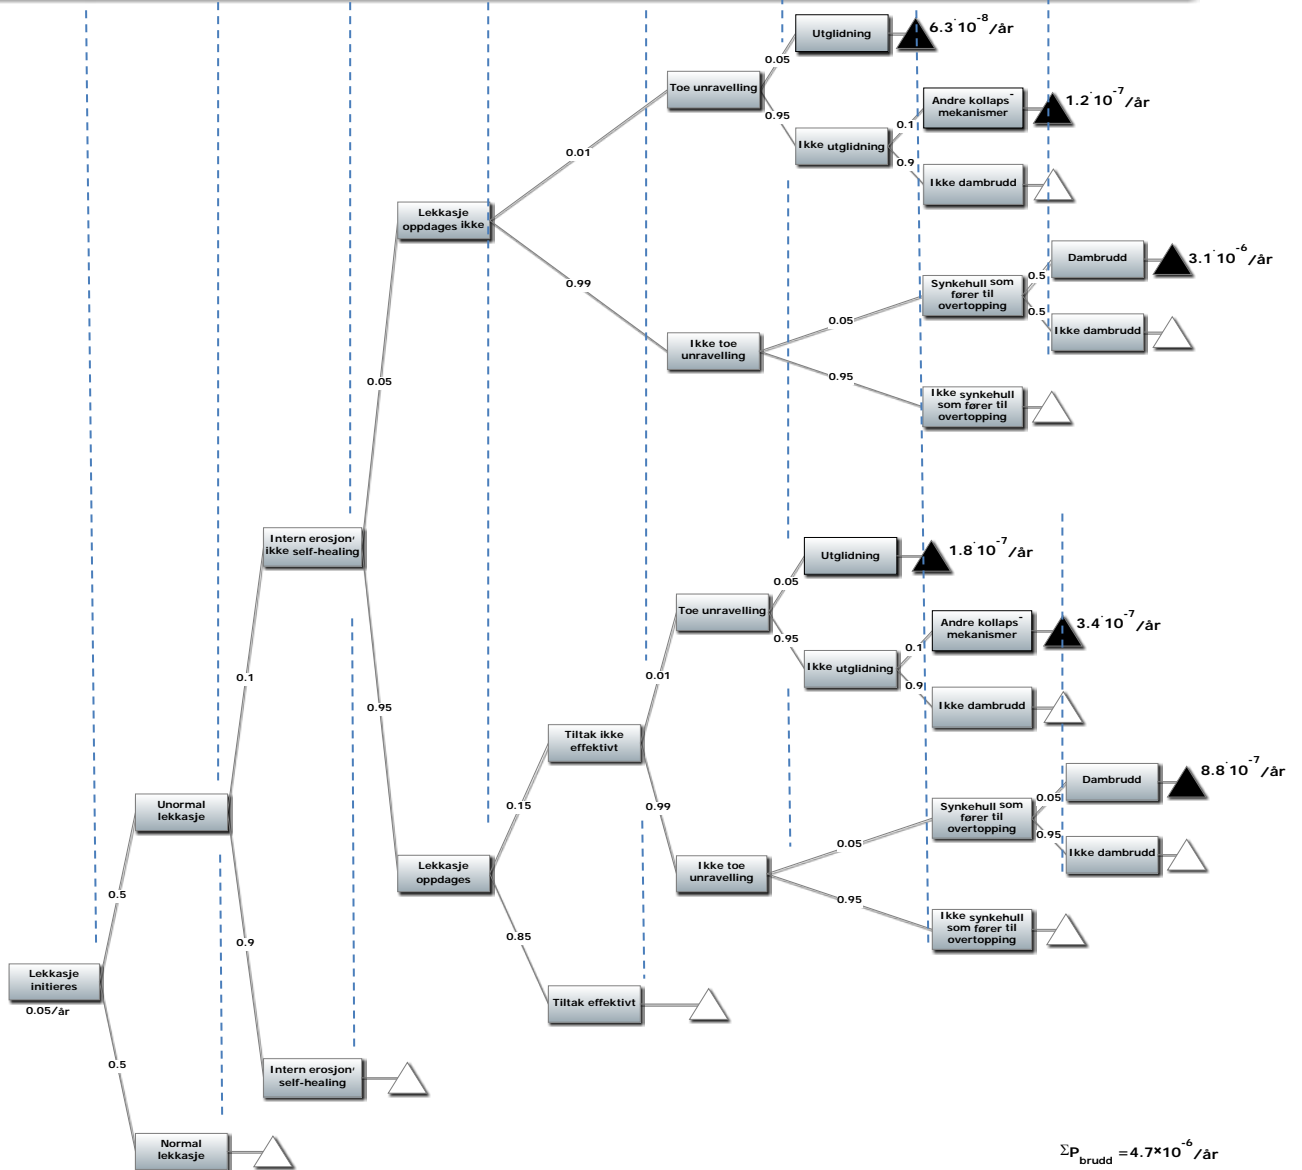 Utglidning
6.3·10-8/år
0.05
Toe unravelling
0.95
Andre kollaps-
mekanismer
1.2·10-7/år
0.1
Ikke utglidning
0.9
Ikke dambrudd
0.01
Lekkasje
oppdages ikke
0.99
Dambrudd
3.1·10-6/år
0.5
Synkehull som
fører til
overtopping
0.5
Ikke dambrudd
0.05
Ikke toe
unravelling
0.95
Ikke synkehull
som fører til
overtopping
0.05
Intern erosjon,
ikke self-healing
Utglidning
1.8·10-7/år
0.05
Toe unravelling
0.95
Andre kollaps-
mekanismer
3.4·10-7/år
0.1
Ikke utglidning
0.9
Ikke dambrudd
0.01
0.1
0.95
Tiltak ikke
effektivt
Dambrudd
8.8·10-7/år
0.05
Synkehull som
fører til
overtopping
0.95
Ikke dambrudd
Unormal
lekkasje
0.15
0.99
0.05
Lekkasje
oppdages
Ikke toe
unravelling
0.95
Ikke synkehull
som fører til
overtopping
0.5
0.9
0.85
Lekkasje
initieres
0.05/år
Tiltak effektivt
0.5
Intern erosjon,
self-healing
Normal
lekkasje
ΣPbrudd =4.7×10-6/år